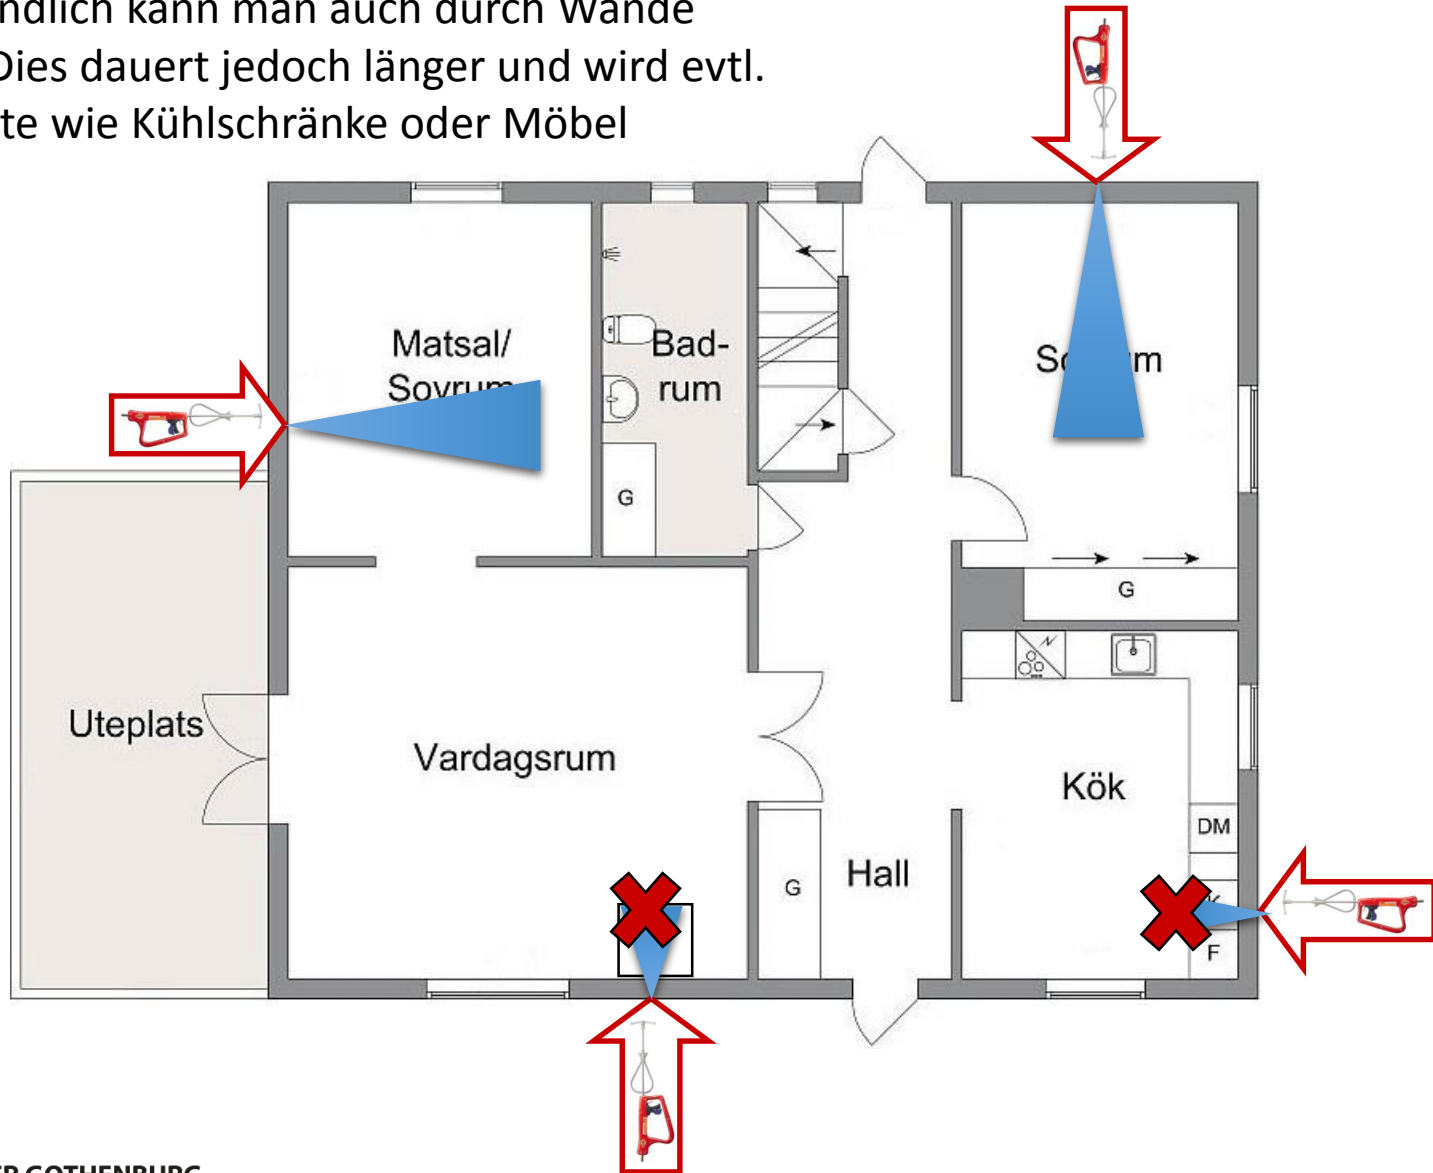 ndlich kann man auch durch Wände
Dies dauert jedoch länger und wird evtl.
te wie Kühlschränke oder Möbel
Matsal/
Sovrum
Bad-
rum
G
G
Uteplats
Vardagsrum
Kök
DM
K
F
G
Hall